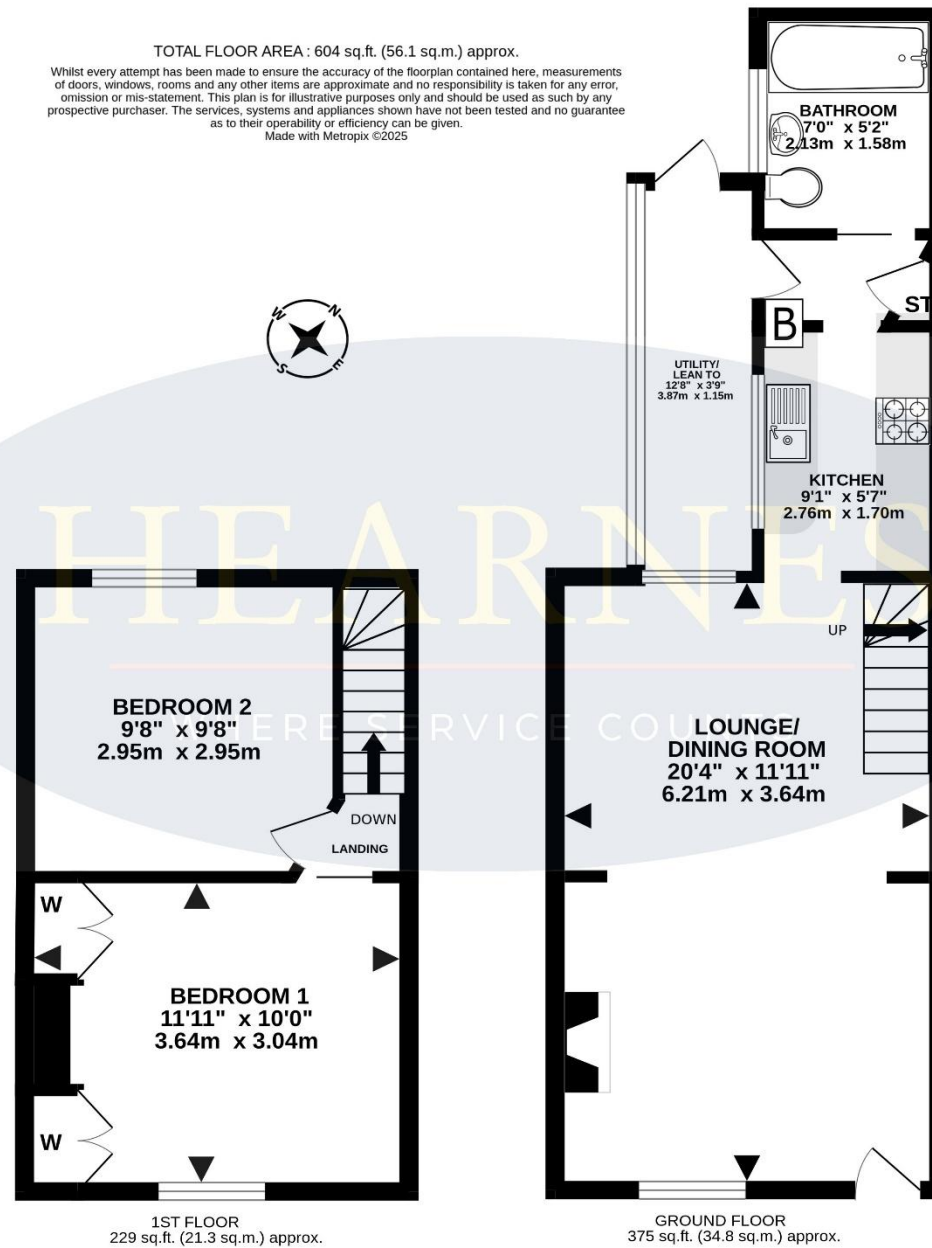 TOTAL FLOOR AREA : 604 sq.ft. (56.1 sq.m.) approx.
Whilst every attempt has been made to ensure the accuracy of the floorplan contained here, measurements
of doors, windows, rooms and any other items are approximate and no responsibility is taken for any error,
omission or mis-statement. This plan is for illustrative purposes only and should be used as such by any
prospective purchaser. The services, systems and appliances shown have not been tested and no guarantee
as to their operability or efficiency can be given.
Made with Metropix ©2025
BATHROOM
7'0" x 5'2"
2.13m x 1.58m
N
W
E
S
ST
B
UTILITY/
LEAN TO
12'8" x 3'9"
3.87m x 1.15m
KITCHEN
9'1" x 5'7"
2.76m x 1.70m
HEARNES
WHERE SERVICE COUNTS
BEDROOM 2
9'8" x 9'8"
2.95m x 2.95m
DOWN
LANDING
W
BEDROOM 1
11'11" x 10'0"
3.64m x 3.04m
W
1ST FLOOR
229 sq.ft. (21.3 sq.m.) approx.
UP
LOUNGE/
DINING ROOM
20'4" x 11'11"
6.21m x 3.64m
GROUND FLOOR
375 sq.ft. (34.8 sq.m.) approx.